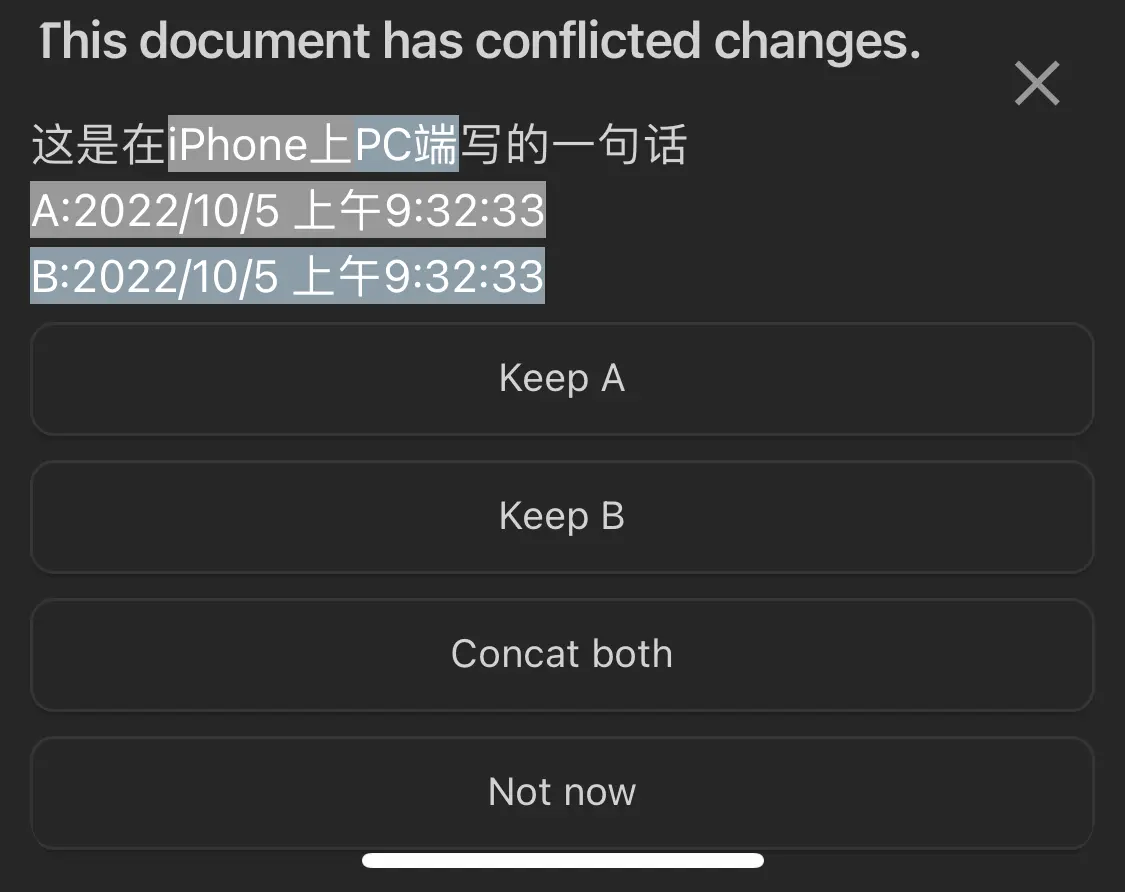 This document has conflicted changes.
这是在iPhone上PC端写的一句话
A:2022/10/5 上午9:32:33
B:2022/10/5 上午9:32:33
Keep A
Keep B
Concat both
Not now